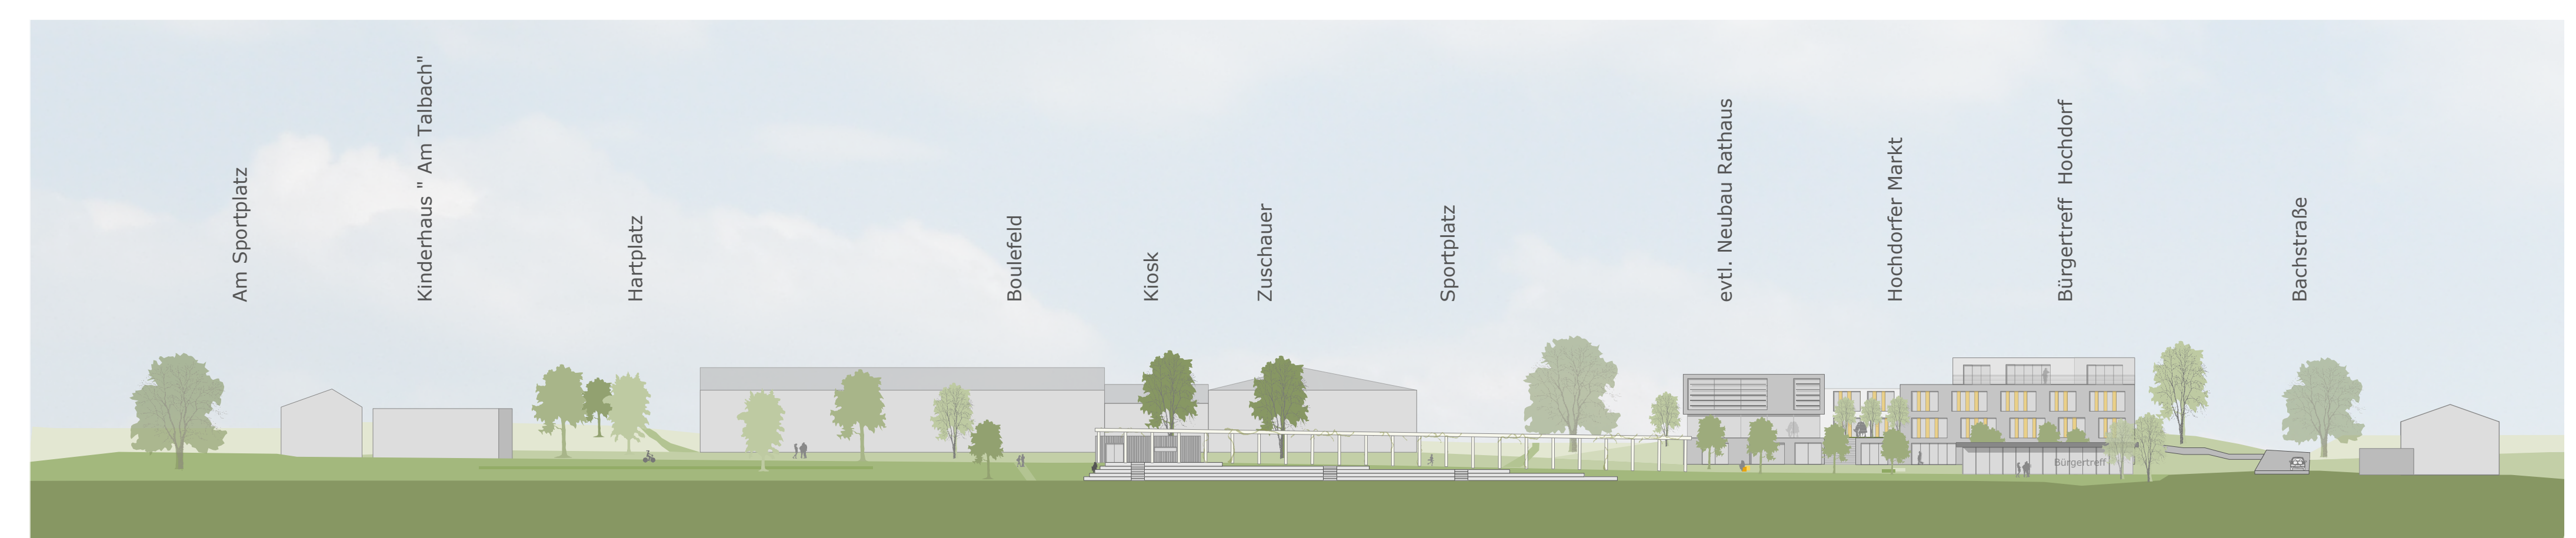 Am Sportplatz
Kinderhaus " Am Talbach"
Hartplatz
Boulefeld
Kiosk
Zuschauer
Sportplatz
evtl. Neubau Rathaus
Hochdorfer Markt
Bürgertreff Hochdorf
Bachstraße
Bürgertreff